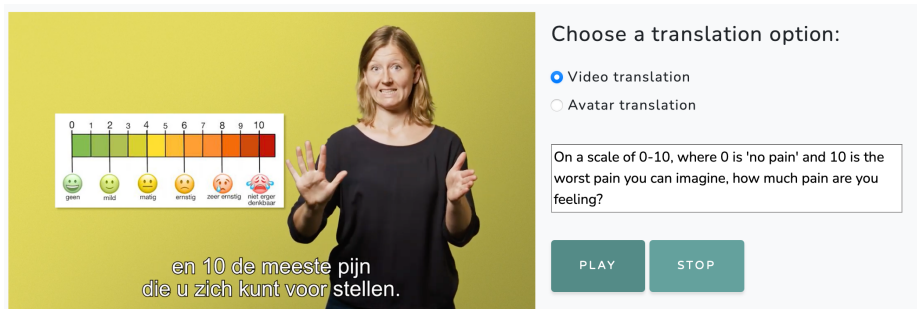 0 1 2 3 4 5 6 7 8 9 10
geen mild matig ernstig zeer ernstig niet erger
denkbaar
en 10 de meeste pijn
die u zich kunt voor stellen.
Choose a translation option:
Video translation
Avatar translation
On a scale of 0-10, where 0 is 'no pain' and 10 is the
worst pain you can imagine, how much pain are you
feeling?
PLAY STOP